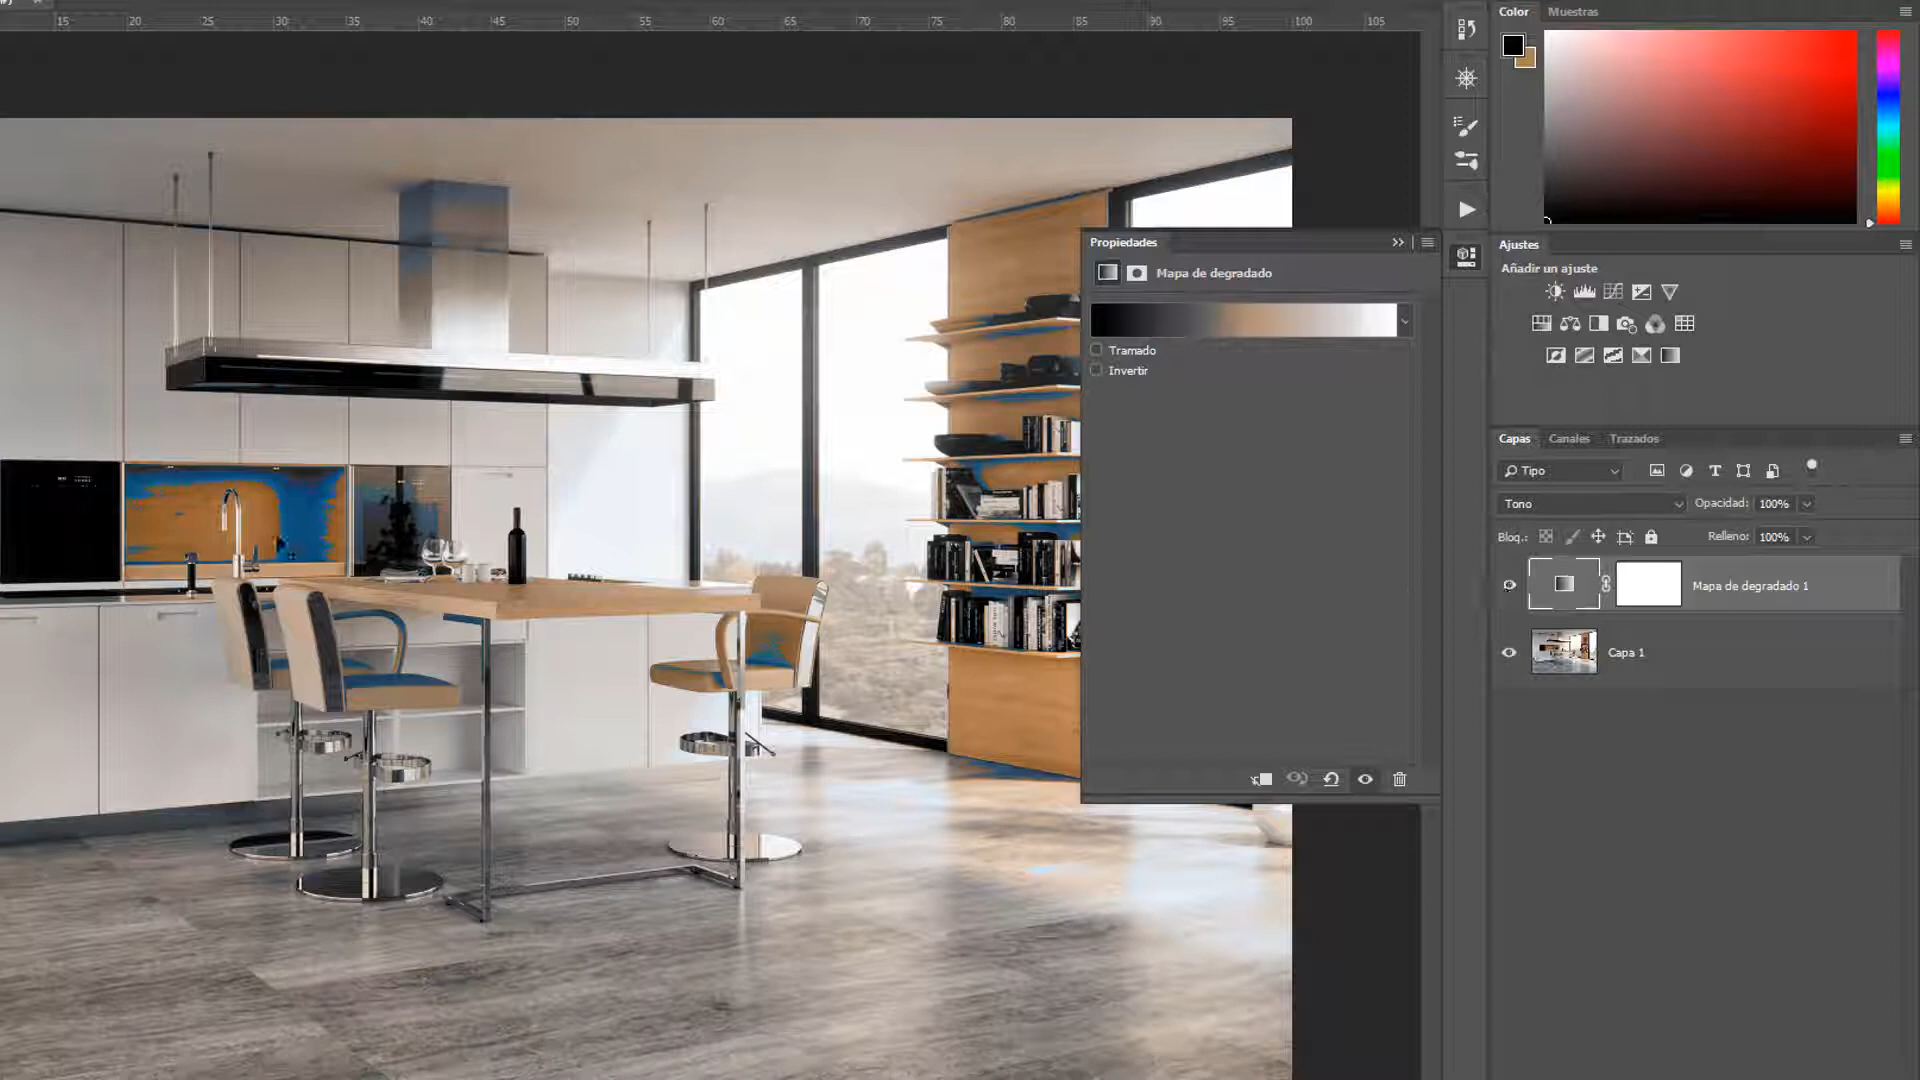 15 20 25 30 35 40 45 50 55 60 65 70 75 80 85 90 95 100 105
Color Muestras
Propiedades
Mapa de degradado
Tramado
Invertir
Ajustes
Añadir un ajuste
Capas Canales Trazados
Tipo
Tono Opacidad: 100%
Bloq.: Relleno: 100%
Mapa de degradado 1
Capa 1